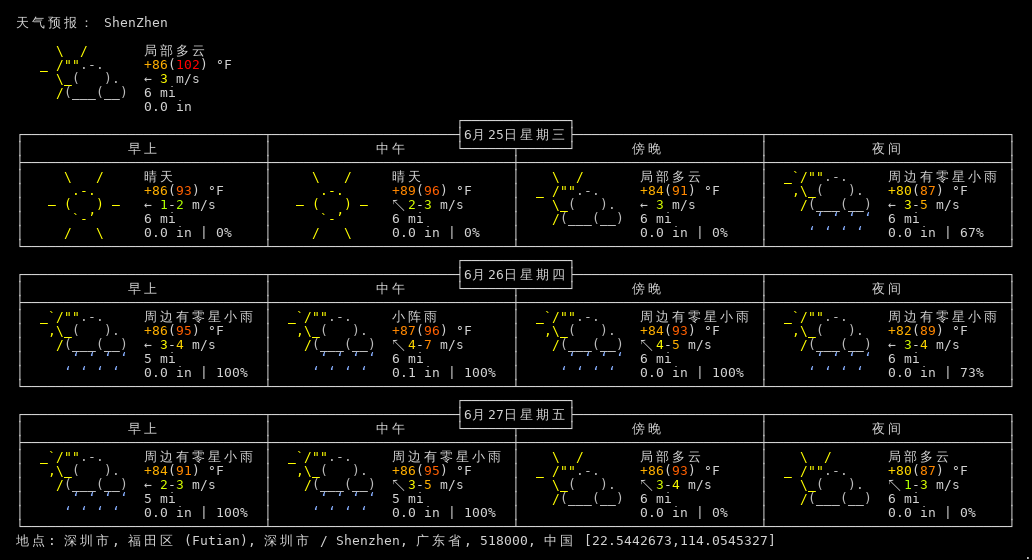 天气预报： ShenZhen
局部多云
+86(102) °F
← 3 m/s
6 mi
0.0 in
6月25日星期三
早上 中午 傍晚 夜间
晴天 晴天 局部多云 周边有零星小雨
+86(93) °F +89(96) °F +84(91) °F +80(87) °F
← 1-2 m/s ↖ 2-3 m/s ← 3 m/s ← 3-5 m/s
6 mi 6 mi 6 mi 6 mi
0.0 in | 0% 0.0 in | 0% 0.0 in | 0% 0.0 in | 67%
6月26日星期四
早上 中午 傍晚 夜间
周边有零星小雨 小阵雨 周边有零星小雨 周边有零星小雨
+86(95) °F +87(96) °F +84(93) °F +82(89) °F
← 3-4 m/s ↖ 4-7 m/s ↖ 4-5 m/s ← 3-4 m/s
5 mi 6 mi 6 mi 6 mi
0.0 in | 100% 0.1 in | 100% 0.0 in | 100% 0.0 in | 73%
6月27日星期五
早上 中午 傍晚 夜间
周边有零星小雨 周边有零星小雨 局部多云 局部多云
+84(91) °F +86(95) °F +86(93) °F +80(87) °F
← 2-3 m/s ↖ 3-5 m/s ↖ 3-4 m/s ↖ 1-3 m/s
5 mi 5 mi 6 mi 6 mi
0.0 in | 100% 0.0 in | 100% 0.0 in | 0% 0.0 in | 0%
地点: 深圳市, 福田区 (Futian), 深圳市 / Shenzhen, 广东省, 518000, 中国 [22.5442673,114.0545327]